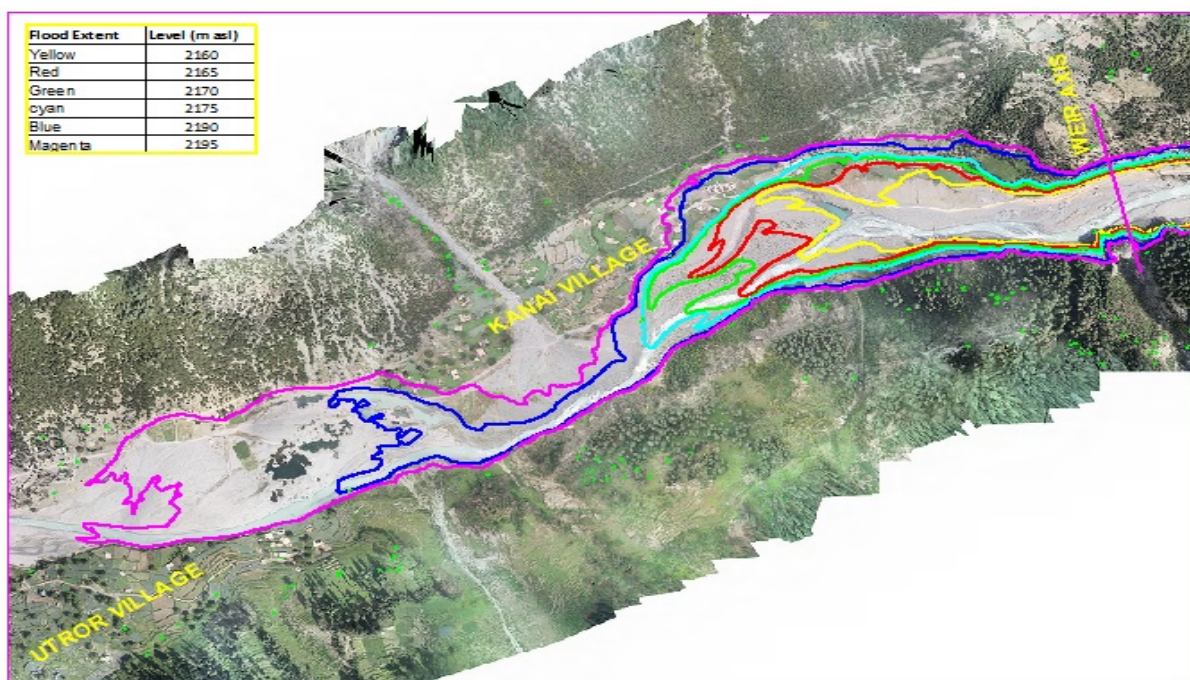 Flood Extent Level (m asl)
Yellow 2160
Red 2165
Green 2170
cyan 2175
Blue 2190
Magenta 2195
WEIR AXIS
KANAI VILLAGE
UTROR VILLAGE